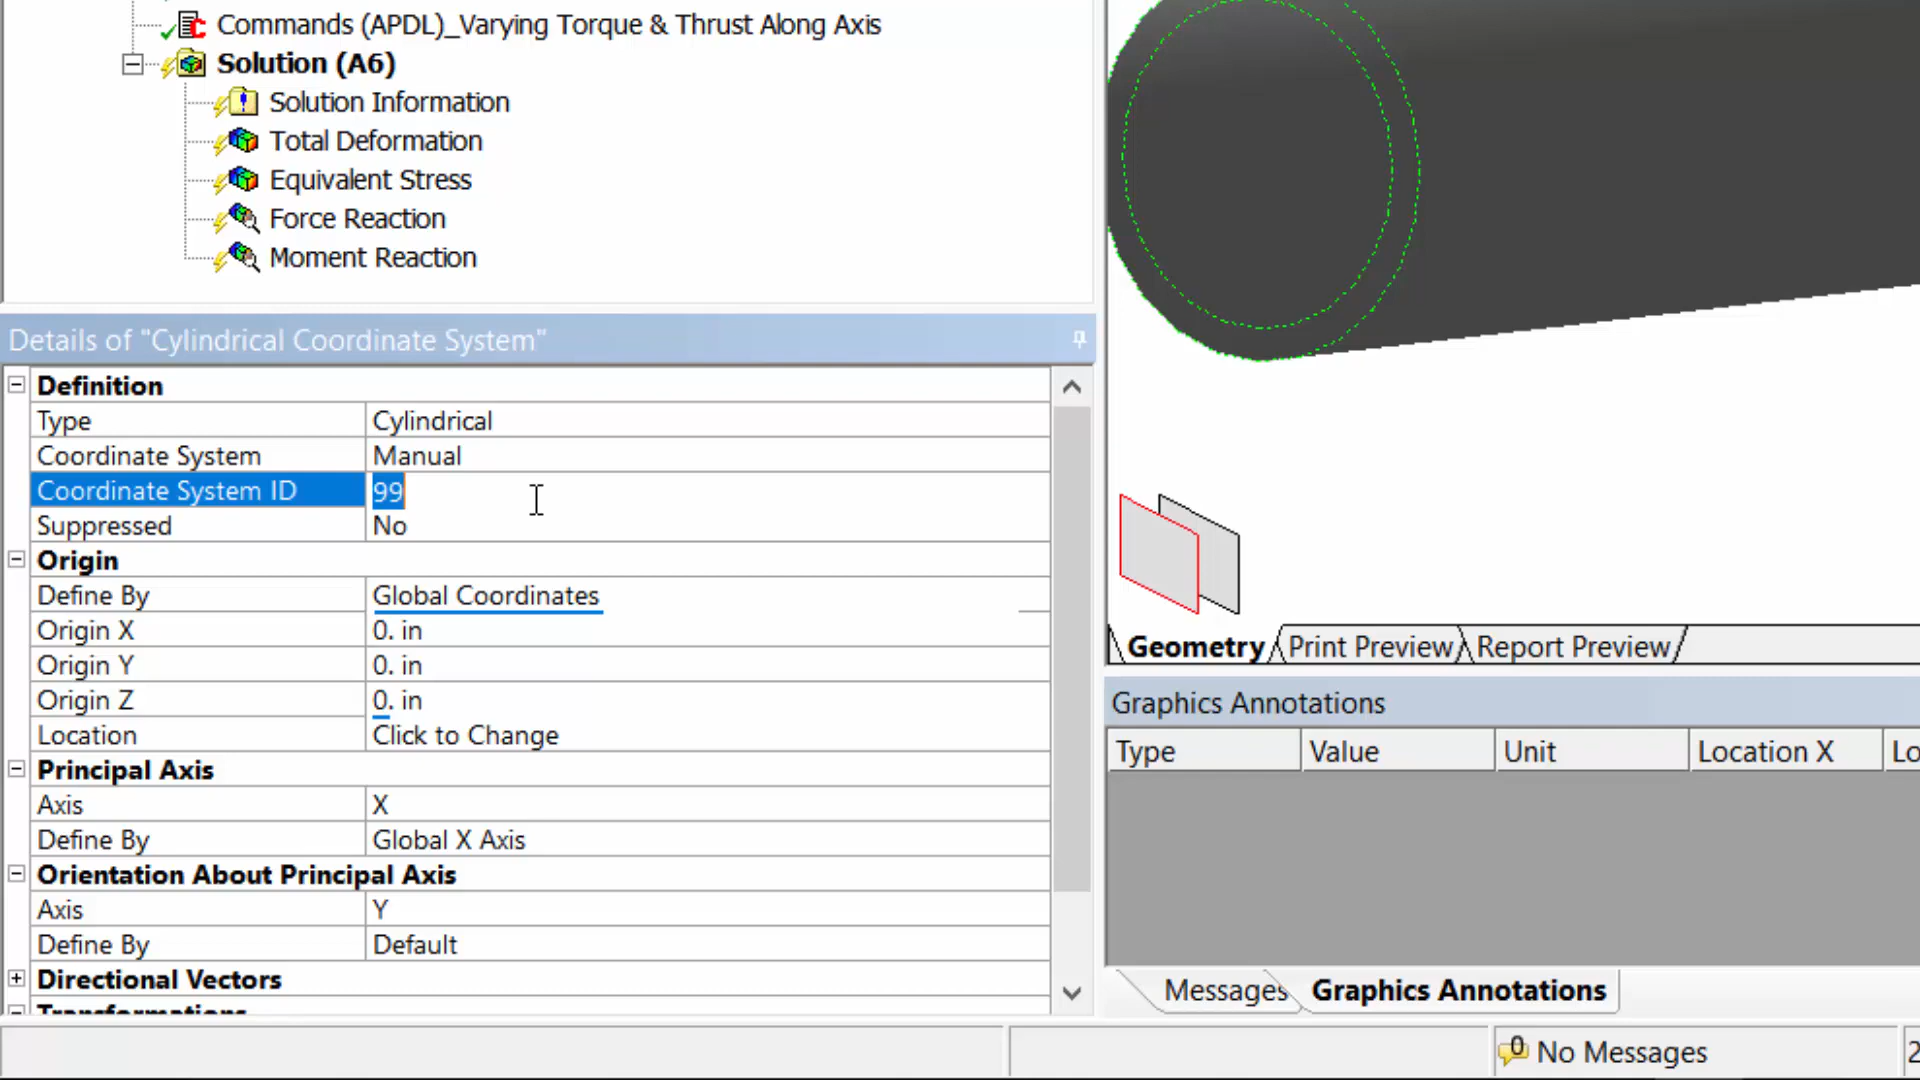 Commands (APDL)_Varying Torque & Thrust Along Axis
Solution (A6)
Solution Information
Total Deformation
Equivalent Stress
Force Reaction
Moment Reaction
Details of "Cylindrical Coordinate System"
Definition
Type Cylindrical
Coordinate System Manual
Coordinate System ID 99
Suppressed No
Origin
Define By Global Coordinates
Origin X 0. in
Origin Y 0. in
Origin Z 0. in
Location Click to Change
Principal Axis
Axis X
Define By Global X Axis
Orientation About Principal Axis
Axis Y
Define By Default
Directional Vectors
Transformations
Geometry Print Preview Report Preview
Graphics Annotations
Type Value Unit Location X Lo
Messages Graphics Annotations
0 No Messages 2